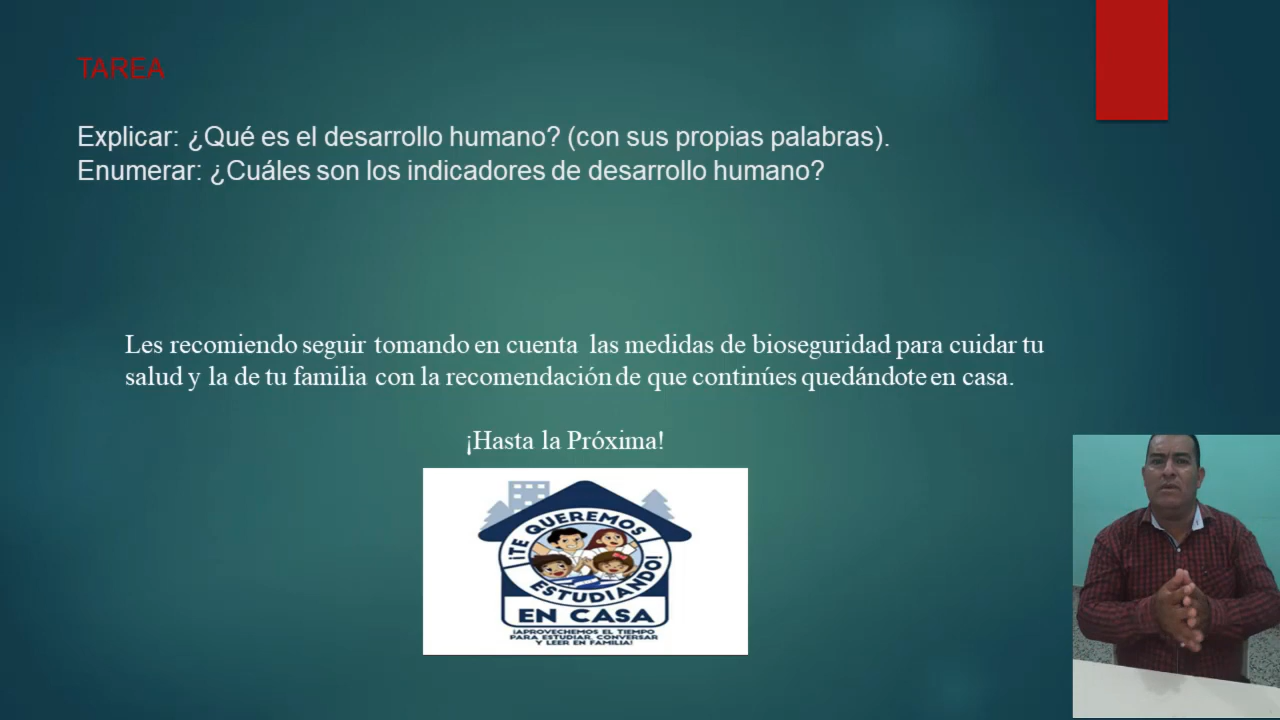 TAREA
Explicar: ¿Qué es el desarrollo humano? (con sus propias palabras).
Enumerar: ¿Cuáles son los indicadores de desarrollo humano?
Les recomiendo seguir tomando en cuenta las medidas de bioseguridad para cuidar tu
salud y la de tu familia con la recomendación de que continúes quedándote en casa.
¡Hasta la Próxima!
¡TE QUEREMOS
ESTUDIANDO!
EN CASA
¡APROVECHEMOS EL TIEMPO
PARA ESTUDIAR, CONVERSAR
Y LEER EN FAMILIA!